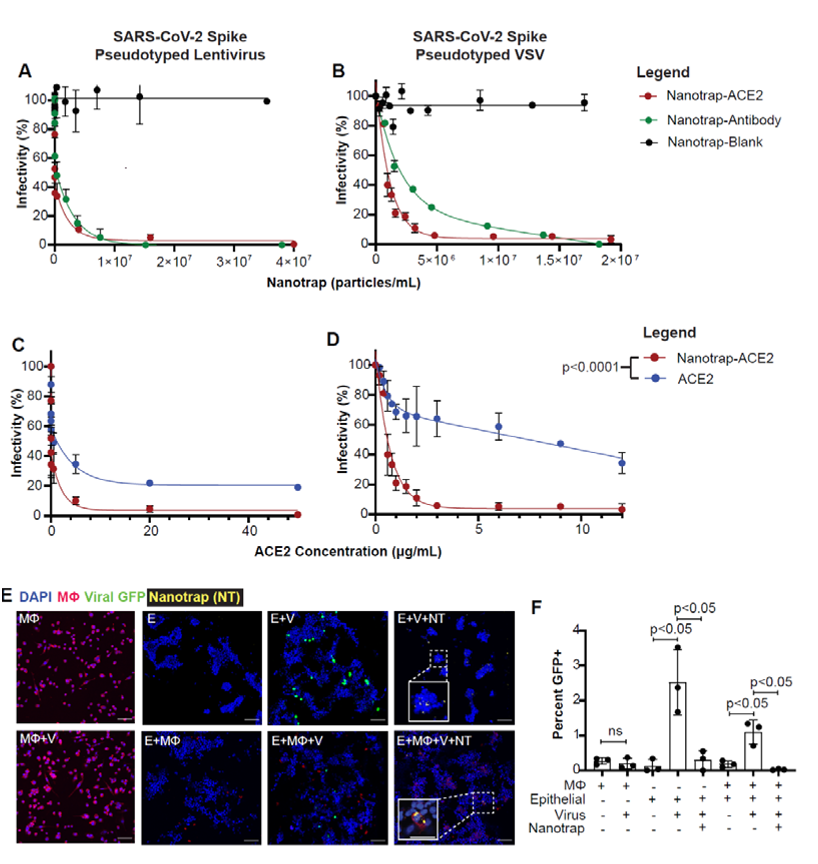 SARS-CoV-2 Spike
Pseudotyped Lentivirus
SARS-CoV-2 Spike
Pseudotyped VSV
A
Infectivity (%)
100
80
60
40
20
0
0 1×10⁷ 2×10⁷ 3×10⁷ 4×10⁷
B
Infectivity (%)
100
80
60
40
20
0
0 5×10⁶ 1×10⁷ 1.5×10⁷ 2×10⁷
Nanotrap (particles/mL)
Legend
Nanotrap-ACE2
Nanotrap-Antibody
Nanotrap-Blank
C
Infectivity (%)
100
80
60
40
20
0
0 20 40
D
Infectivity (%)
100
80
60
40
20
0
0 5 10
ACE2 Concentration (µg/mL)
Legend
p<0.0001
Nanotrap-ACE2
ACE2
E DAPI MΦ Viral GFP Nanotrap (NT)
MΦ E E+V E+V+NT
MΦ+V E+MΦ E+MΦ+V E+MΦ+V+NT
F
Percent GFP+
4
3
2
1
0
ns
p<0.05
p<0.05
p<0.05
p<0.05
MΦ + + - - - + + +
Epithelial - - + + + + + +
Virus - + - + + - + +
Nanotrap - - - - + - - +